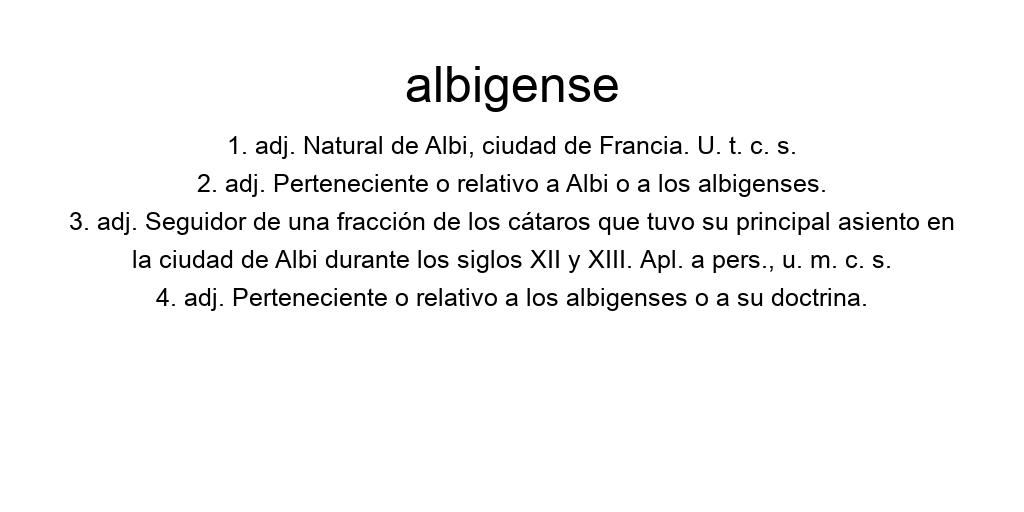 albigense
1. adj. Natural de Albi, ciudad de Francia. U. t. c. s.
2. adj. Perteneciente o relativo a Albi o a los albigenses.
3. adj. Seguidor de una fracción de los cátaros que tuvo su principal asiento en
la ciudad de Albi durante los siglos XII y XIII. Apl. a pers., u. m. c. s.
4. adj. Perteneciente o relativo a los albigenses o a su doctrina.